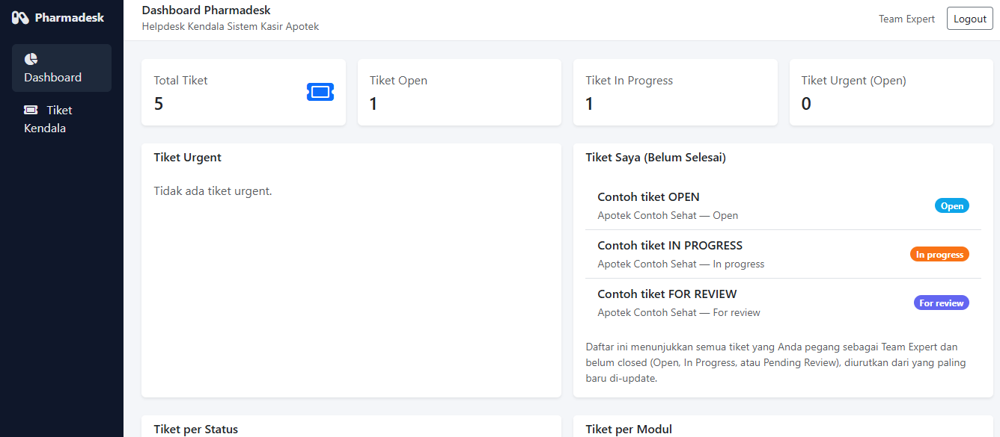 Pharmadesk
Dashboard
Tiket
Kendala
Dashboard Pharmadesk
Helpdesk Kendala Sistem Kasir Apotek
Team Expert
Logout
Total Tiket
5
Tiket Open
1
Tiket In Progress
1
Tiket Urgent (Open)
0
Tiket Urgent
Tidak ada tiket urgent.
Tiket Saya (Belum Selesai)
Contoh tiket OPEN
Apotek Contoh Sehat — Open
Open
Contoh tiket IN PROGRESS
Apotek Contoh Sehat — In progress
In progress
Contoh tiket FOR REVIEW
Apotek Contoh Sehat — For review
For review
Daftar ini menunjukkan semua tiket yang Anda pegang sebagai Team Expert dan
belum closed (Open, In Progress, atau Pending Review), diurutkan dari yang paling
baru di-update.
Tiket per Status
Tiket per Modul